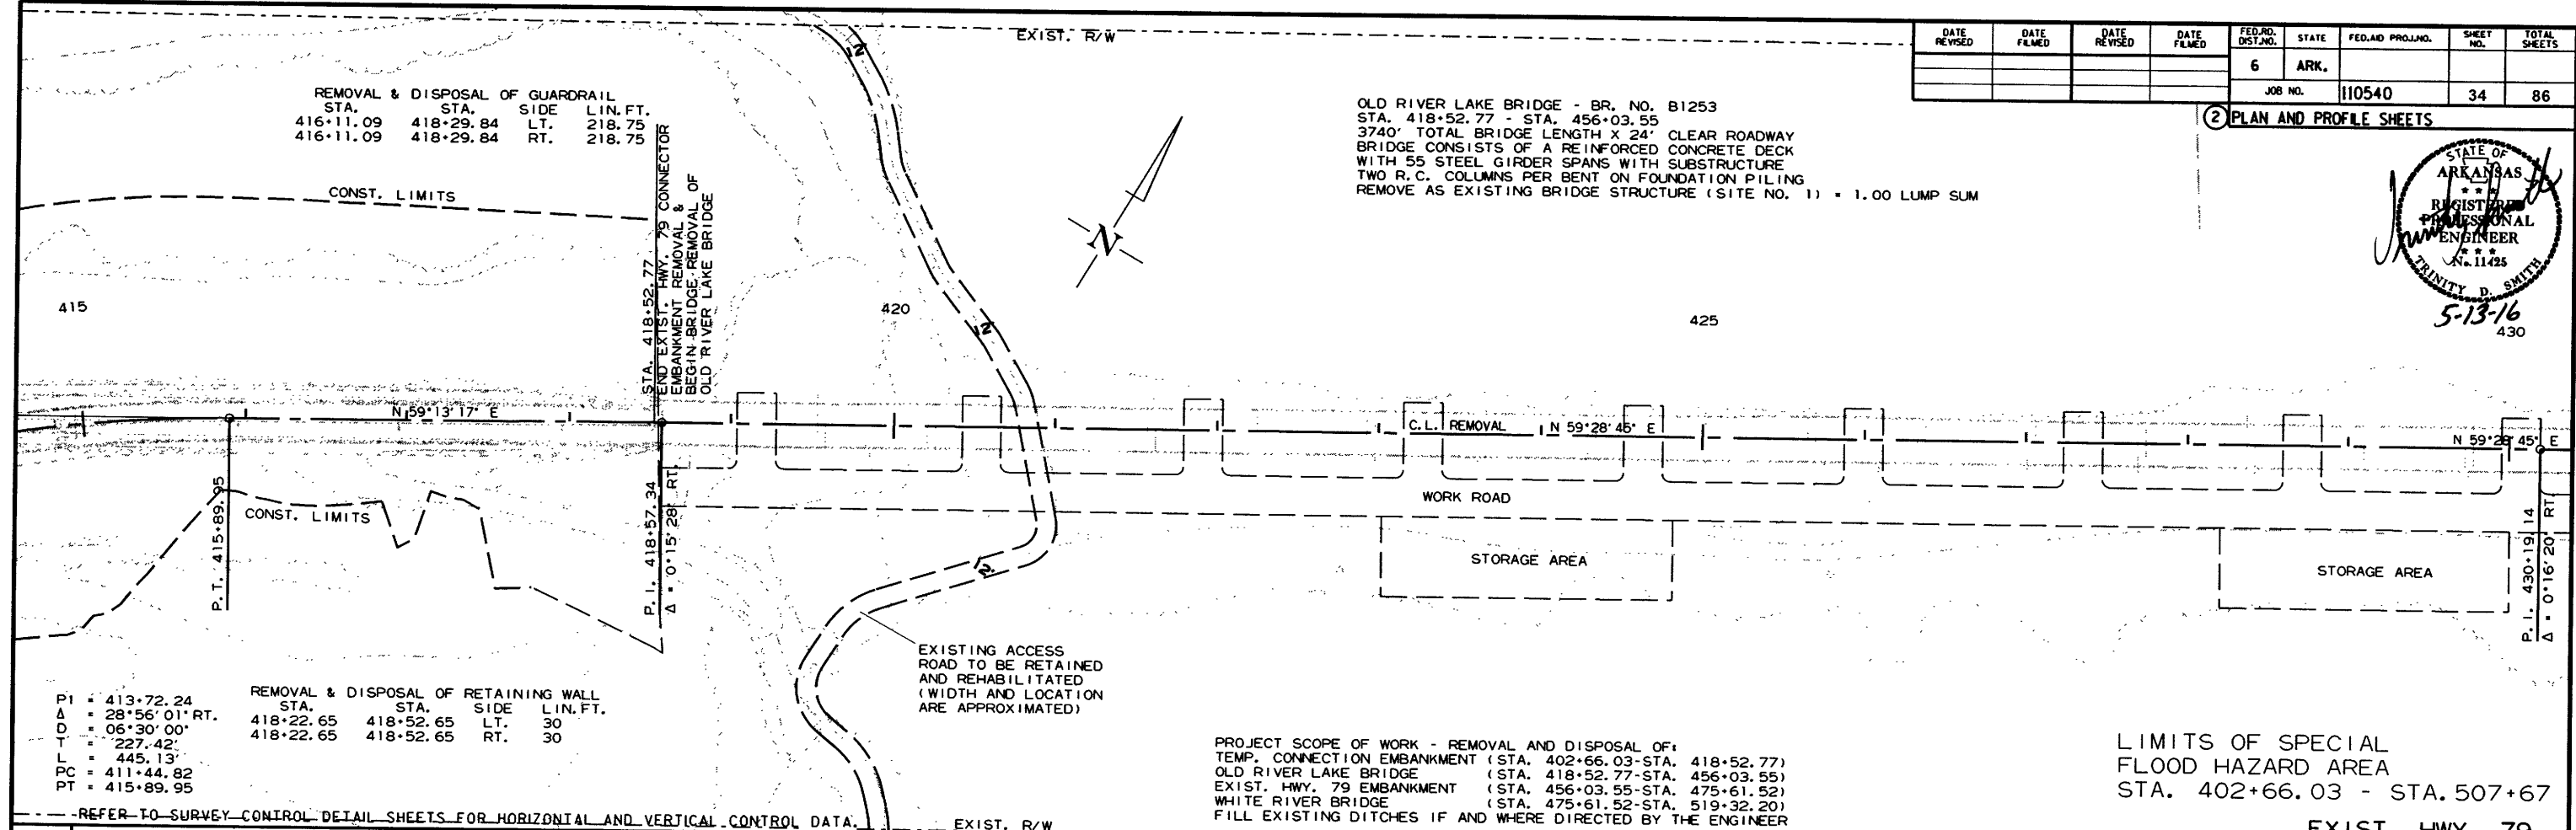 EXIST. R/W
DATE REVISED DATE FILMED DATE REVISED DATE FILMED FED.RD. DIST.NO. STATE FED.AID PROJ.NO. SHEET NO. TOTAL SHEETS
6 ARK.
JOB NO. 110540 34 86
2 PLAN AND PROFILE SHEETS
REMOVAL & DISPOSAL OF GUARDRAIL
STA. STA. SIDE LIN.FT.
416+11.09 418+29.84 LT. 218.75
416+11.09 418+29.84 RT. 218.75
OLD RIVER LAKE BRIDGE - BR. NO. B1253
STA. 418+52.77 - STA. 456+03.55
3740' TOTAL BRIDGE LENGTH X 24' CLEAR ROADWAY
BRIDGE CONSISTS OF A REINFORCED CONCRETE DECK
WITH 55 STEEL GIRDER SPANS WITH SUBSTRUCTURE
TWO R.C. COLUMNS PER BENT ON FOUNDATION PILING
REMOVE AS EXISTING BRIDGE STRUCTURE (SITE NO. 1) = 1.00 LUMP SUM
STATE OF
ARKANSAS
REGISTERED
PROFESSIONAL
ENGINEER
No. 11425
TRINITY D. SMITH
5-13-16
12'
12'
12'
CONST. LIMITS
N
STA. 418+52.77
END EXIST. HWY. 79 CONNECTOR
EMBANKMENT REMOVAL &
BEGIN BRIDGE REMOVAL OF
OLD RIVER LAKE BRIDGE
415
420
425
430
N 59°13'17" E
C.L. REMOVAL
N 59°28'45" E
N 59°28'45" E
P.T. 415+89.95
CONST. LIMITS
P.I. 418+57.34
Δ = 0°15'28" RT.
WORK ROAD
STORAGE AREA
STORAGE AREA
P.I. 430+19.14
Δ = 0°16'20" RT.
EXISTING ACCESS
ROAD TO BE RETAINED
AND REHABILITATED
(WIDTH AND LOCATION
ARE APPROXIMATED)
PI = 413+72.24
Δ = 28°56'01" RT.
D = 06°30'00"
T = 227.42'
L = 445.13'
PC = 411+44.82
PT = 415+89.95
REMOVAL & DISPOSAL OF RETAINING WALL
STA. STA. SIDE LIN.FT.
418+22.65 418+52.65 LT. 30
418+22.65 418+52.65 RT. 30
PROJECT SCOPE OF WORK - REMOVAL AND DISPOSAL OF:
TEMP. CONNECTION EMBANKMENT (STA. 402+66.03-STA. 418+52.77)
OLD RIVER LAKE BRIDGE (STA. 418+52.77-STA. 456+03.55)
EXIST. HWY. 79 EMBANKMENT (STA. 456+03.55-STA. 475+61.52)
WHITE RIVER BRIDGE (STA. 475+61.52-STA. 519+32.20)
FILL EXISTING DITCHES IF AND WHERE DIRECTED BY THE ENGINEER
LIMITS OF SPECIAL
FLOOD HAZARD AREA
STA. 402+66.03 - STA.507+67
REFER TO SURVEY CONTROL DETAIL SHEETS FOR HORIZONTAL AND VERTICAL CONTROL DATA.
EXIST. R/W
EXIST. HWY. 79